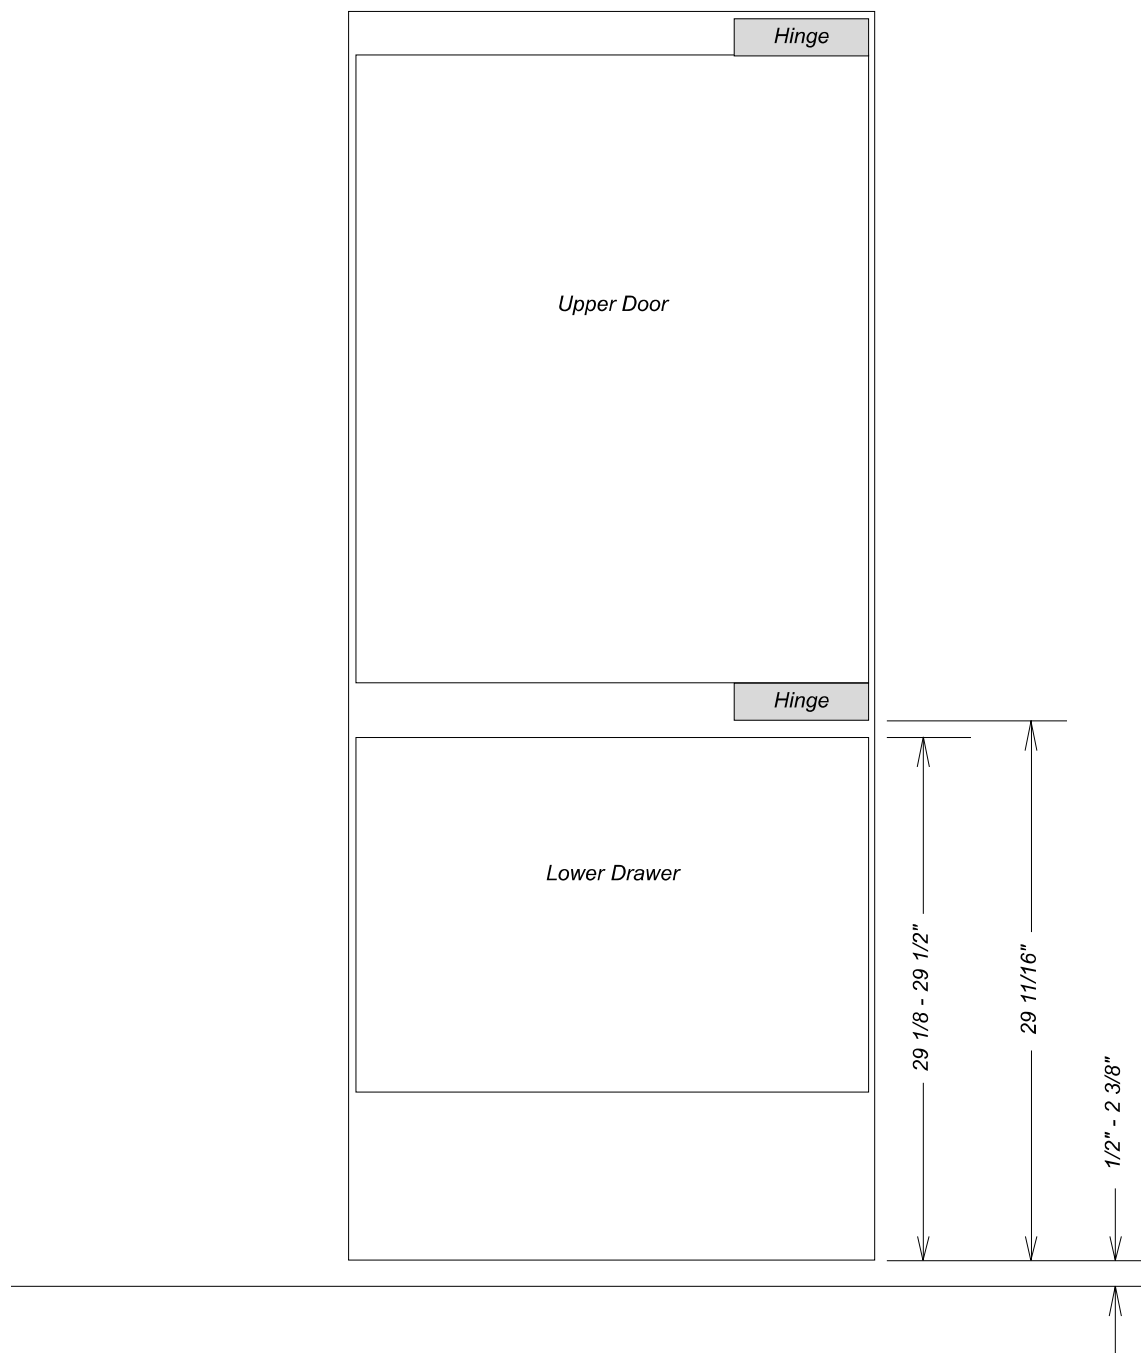 Hinge
Upper Door
Hinge
Lower Drawer
29 1/8 - 29 1/2"
29 11/16"
1/2" - 2 3/8"